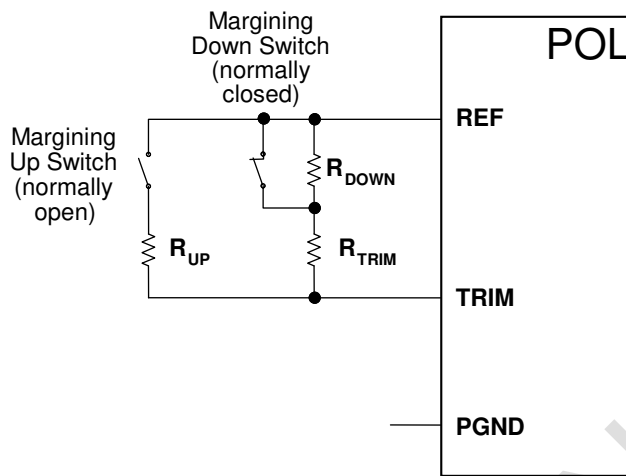 Margining
Down Switch
(normally
closed)
POL
REF
Margining
Up Switch
(normally
open)
RDOWN
RUP
RTRIM
TRIM
PGND